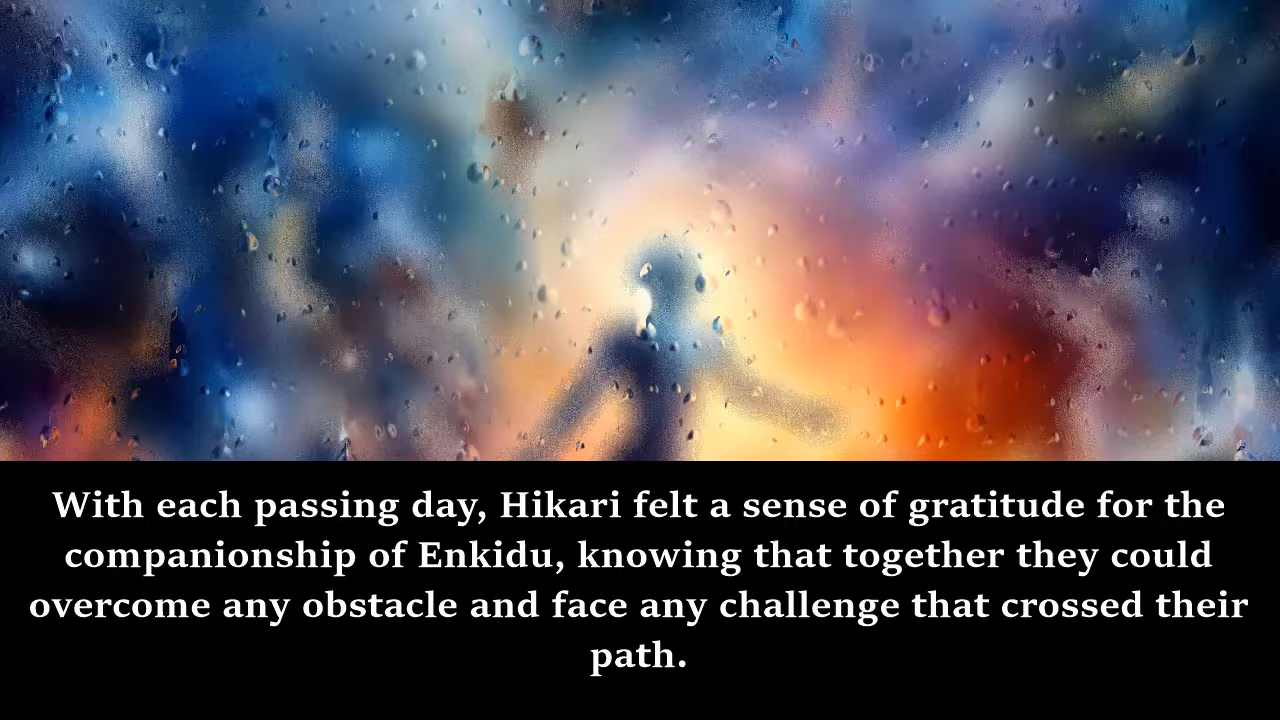 With each passing day, Hikari felt a sense of gratitude for the
companionship of Enkidu, knowing that together they could
overcome any obstacle and face any challenge that crossed their
path.